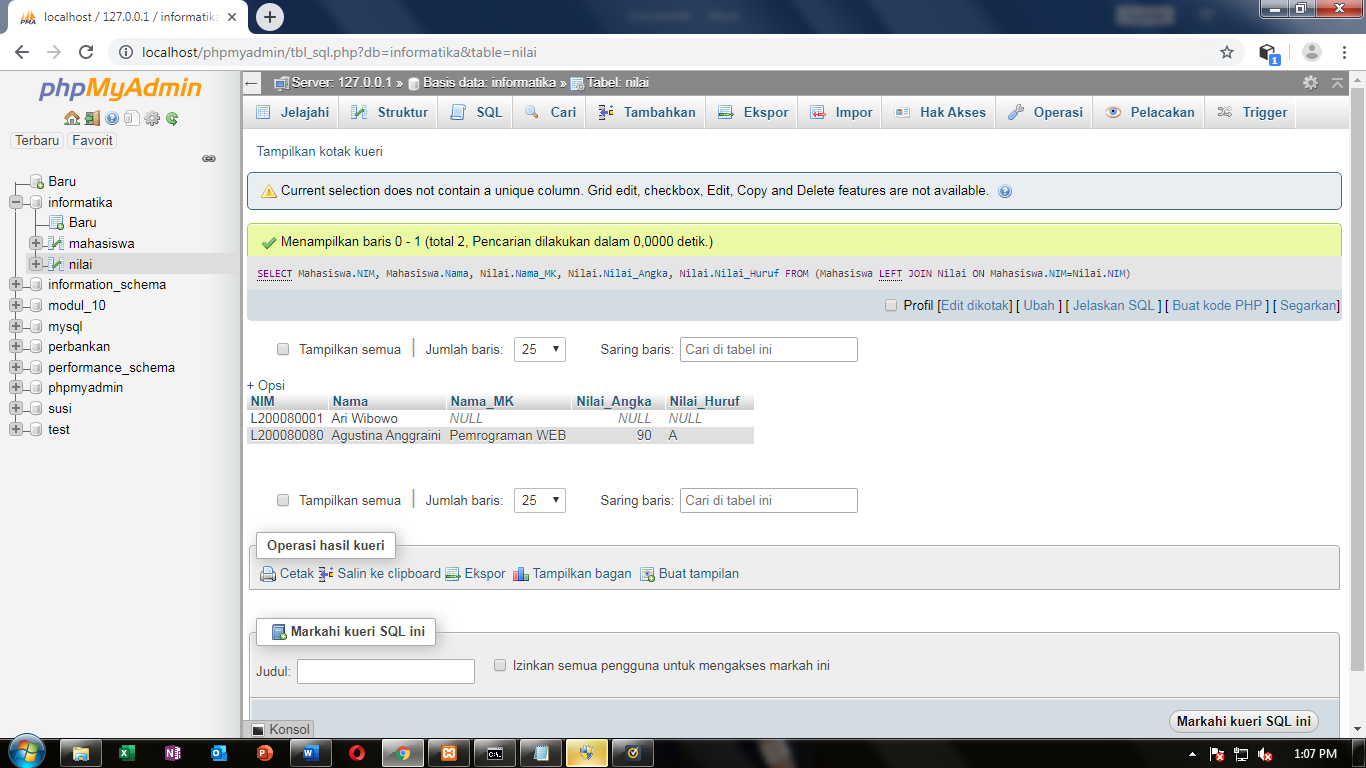 localhost / 127.0.0.1 / informatika
localhost/phpmyadmin/tbl_sql.php?db=informatika&table=nilai
1
phpMyAdmin
Terbaru Favorit
Baru
informatika
Baru
mahasiswa
nilai
information_schema
modul_10
mysql
perbankan
performance_schema
phpmyadmin
susi
test
Server: 127.0.0.1 » Basis data: informatika » Tabel: nilai
Jelajahi Struktur SQL Cari Tambahkan Ekspor Impor Hak Akses Operasi Pelacakan Trigger
Tampilkan kotak kueri
Current selection does not contain a unique column. Grid edit, checkbox, Edit, Copy and Delete features are not available.
Menampilkan baris 0 - 1 (total 2, Pencarian dilakukan dalam 0,0000 detik.)
SELECT Mahasiswa.NIM, Mahasiswa.Nama, Nilai.Nama_MK, Nilai.Nilai_Angka, Nilai.Nilai_Huruf FROM (Mahasiswa LEFT JOIN Nilai ON Mahasiswa.NIM=Nilai.NIM)
Profil [Edit dikotak] [ Ubah ] [ Jelaskan SQL ] [ Buat kode PHP ] [ Segarkan]
Tampilkan semua | Jumlah baris: 25 Saring baris: Cari di tabel ini
+ Opsi
NIM Nama Nama_MK Nilai_Angka Nilai_Huruf
L200080001 Ari Wibowo NULL NULL NULL
L200080080 Agustina Anggraini Pemrograman WEB 90 A
Tampilkan semua | Jumlah baris: 25 Saring baris: Cari di tabel ini
Operasi hasil kueri
Cetak Salin ke clipboard Ekspor Tampilkan bagan Buat tampilan
Markahi kueri SQL ini
Judul: Izinkan semua pengguna untuk mengakses markah ini
Markahi kueri SQL ini
Konsol
1:07 PM